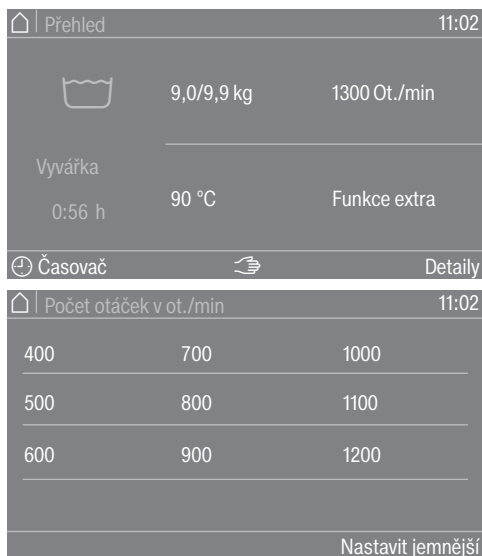 Přehled 11:02
9,0/9,9 kg 1300 Ot./min
Vyvářka
0:56 h
90 °C Funkce extra
Časovač Detaily
Počet otáček v ot./min 11:02
400 700 1000
500 800 1100
600 900 1200
Nastavit jemnější